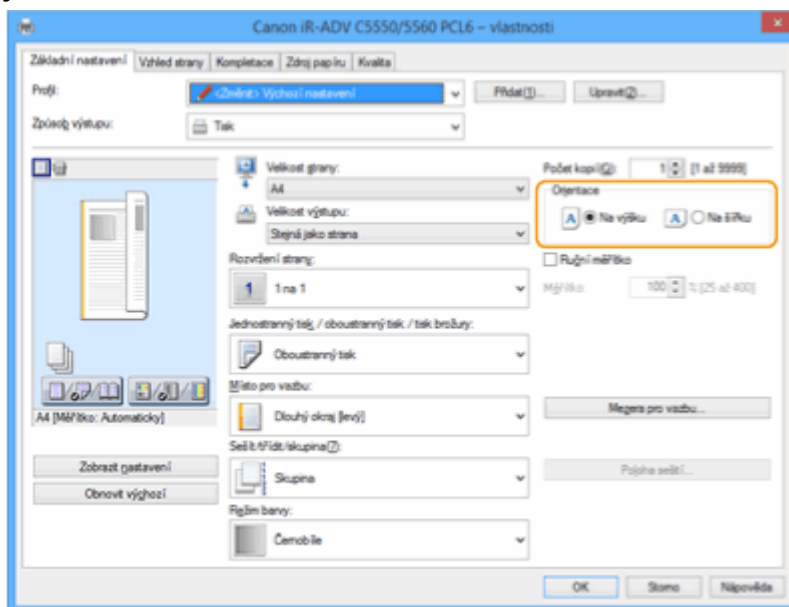 Canon iR-ADV C5550/5560 PCL6 – vlastnosti
Základní nastavení Vzhled strany Kompletace Zdroj papíru Kvalita
Profil: <Změnit> Výchozí nastavení Přidat(1)... Upravit(2)...
Způsob výstupu: Tisk
Velikost strany:
A4
Velikost výstupu:
Stejná jako strana
Počet kopií(Q): 1 [1 až 9999]
Orientace
A Na výšku A Na šířku
Rozvržení strany:
1 1 na 1
Ruční měřítko
Měřítko: 100 % [25 až 400]
Jednostranný tisk / oboustranný tisk / tisk brožury:
Oboustranný tisk
Místo pro vazbu:
Dlouhý okraj [levý]
Mezera pro vazbu...
A4 [Měřítko: Automaticky]
Sešít/třídit/skupina(Z):
Skupina
Poloha sešití...
Zobrazit nastavení
Obnovit výchozí
Režim barvy:
Černobíle
OK Storno Nápověda